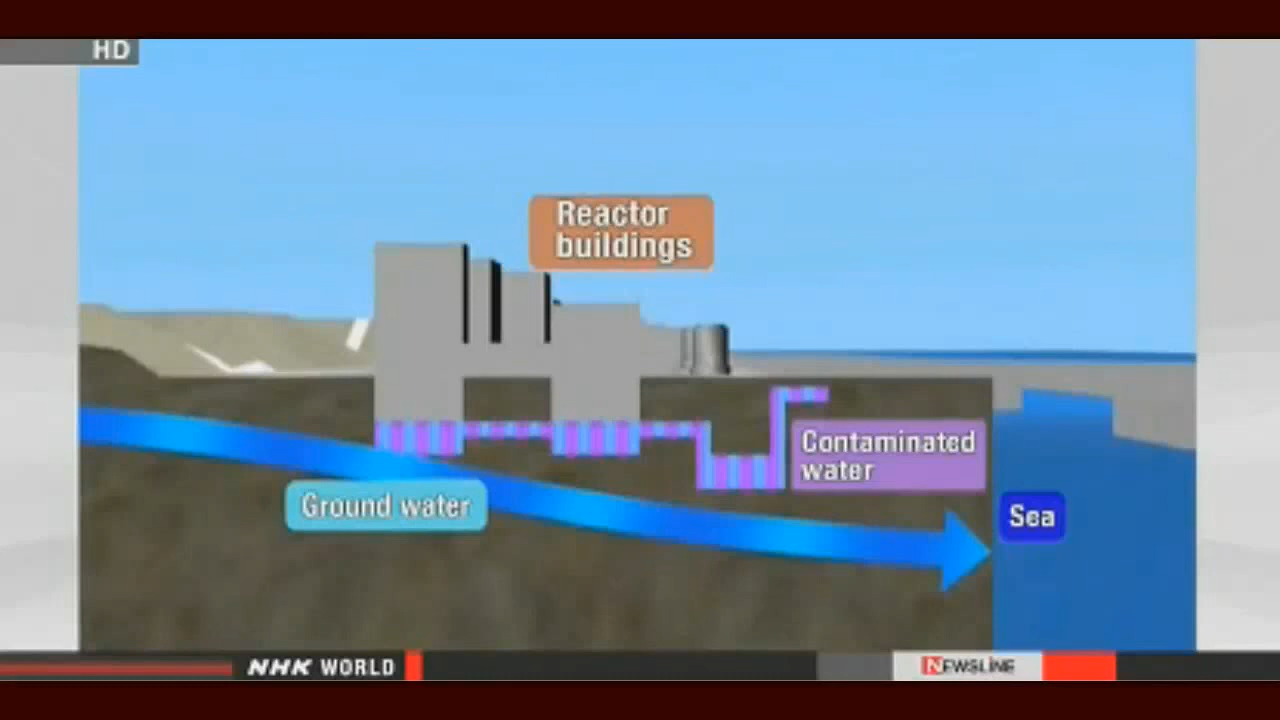 HD
Reactor
buildings
Contaminated
water
Ground water
Sea
NHK WORLD
NEWSLINE